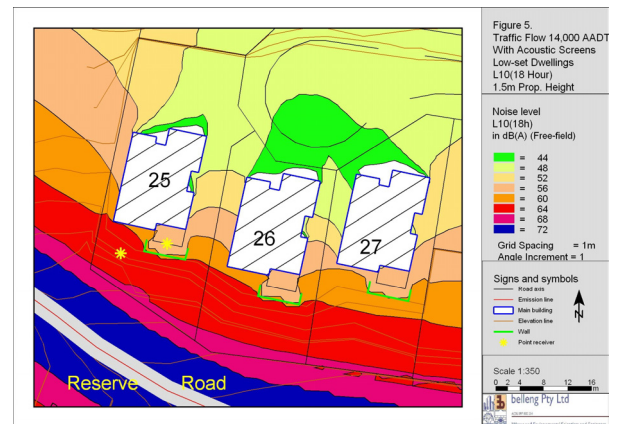 Figure 5.
Traffic Flow 14,000 AADT
With Acoustic Screens
Low-set Dwellings
L10(18 Hour)
1.5m Prop. Height
Noise level
L10(18h)
in dB(A) (Free-field)
= 44
= 48
= 52
= 56
= 60
= 64
= 68
= 72
Grid Spacing = 1m
Angle Increment = 1
Signs and symbols
Road axis
Emission line
Main building
Elevation line
Wall
Point receiver
N
Scale 1:350
0 2 4 8 12 16
m
belleng Pty Ltd
25
26
27
Reserve Road